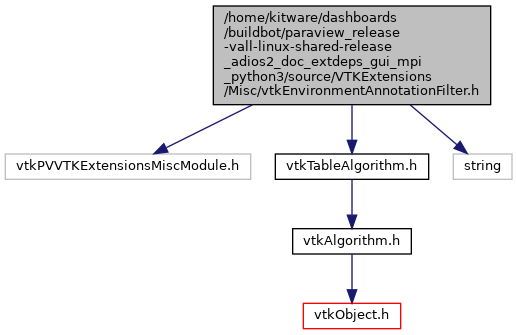 /home/kitware/dashboards
/buildbot/paraview_release
-vall-linux-shared-release
_adios2_doc_extdeps_gui_mpi
_python3/source/VTKExtensions
/Misc/vtkEnvironmentAnnotationFilter.h
vtkPVVTKExtensionsMiscModule.h
vtkTableAlgorithm.h
string
vtkAlgorithm.h
vtkObject.h